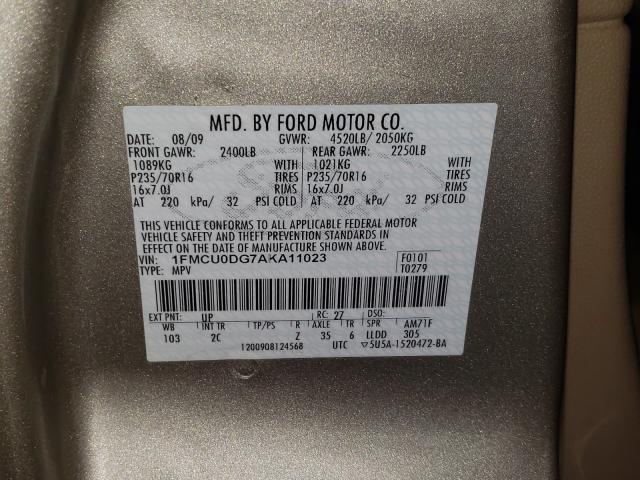 MFD. BY FORD MOTOR CO.
DATE: 08/09 GVWR: 4520LB/ 2050KG
FRONT GAWR: 2400LB REAR GAWR: 2250LB
1089KG WITH 1021KG WITH
P235/70R16 TIRES P235/70R16 TIRES
16x7.0J RIMS 16x7.0J RIMS
AT 220 kPa/ 32 PSI COLD AT 220 kPa/ 32 PSI COLD
THIS VEHICLE CONFORMS TO ALL APPLICABLE FEDERAL MOTOR
VEHICLE SAFETY AND THEFT PREVENTION STANDARDS IN
EFFECT ON THE DATE OF MANUFACTURE SHOWN ABOVE.
VIN: 1FMCU0DG7AKA11023 F0101
TYPE: MPV T0279
EXT PNT: UP RC: 27 DSO:
WB INT TR TP/PS R AXLE TR SPR AM71F
103 2C Z 35 6 LLDD 305
1200908124568 UTC ▽5U5A-1520472-BA